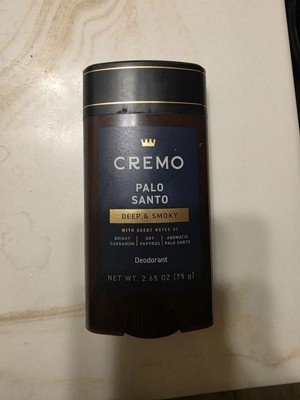 CREMO
PALO
SANTO
DEEP & SMOKY
WITH SCENT NOTES OF
BRIGHT CARDAMOM | DRY PAPYRUS | AROMATIC PALO SANTO
Deodorant
NET WT. 2.65 OZ (75 g)